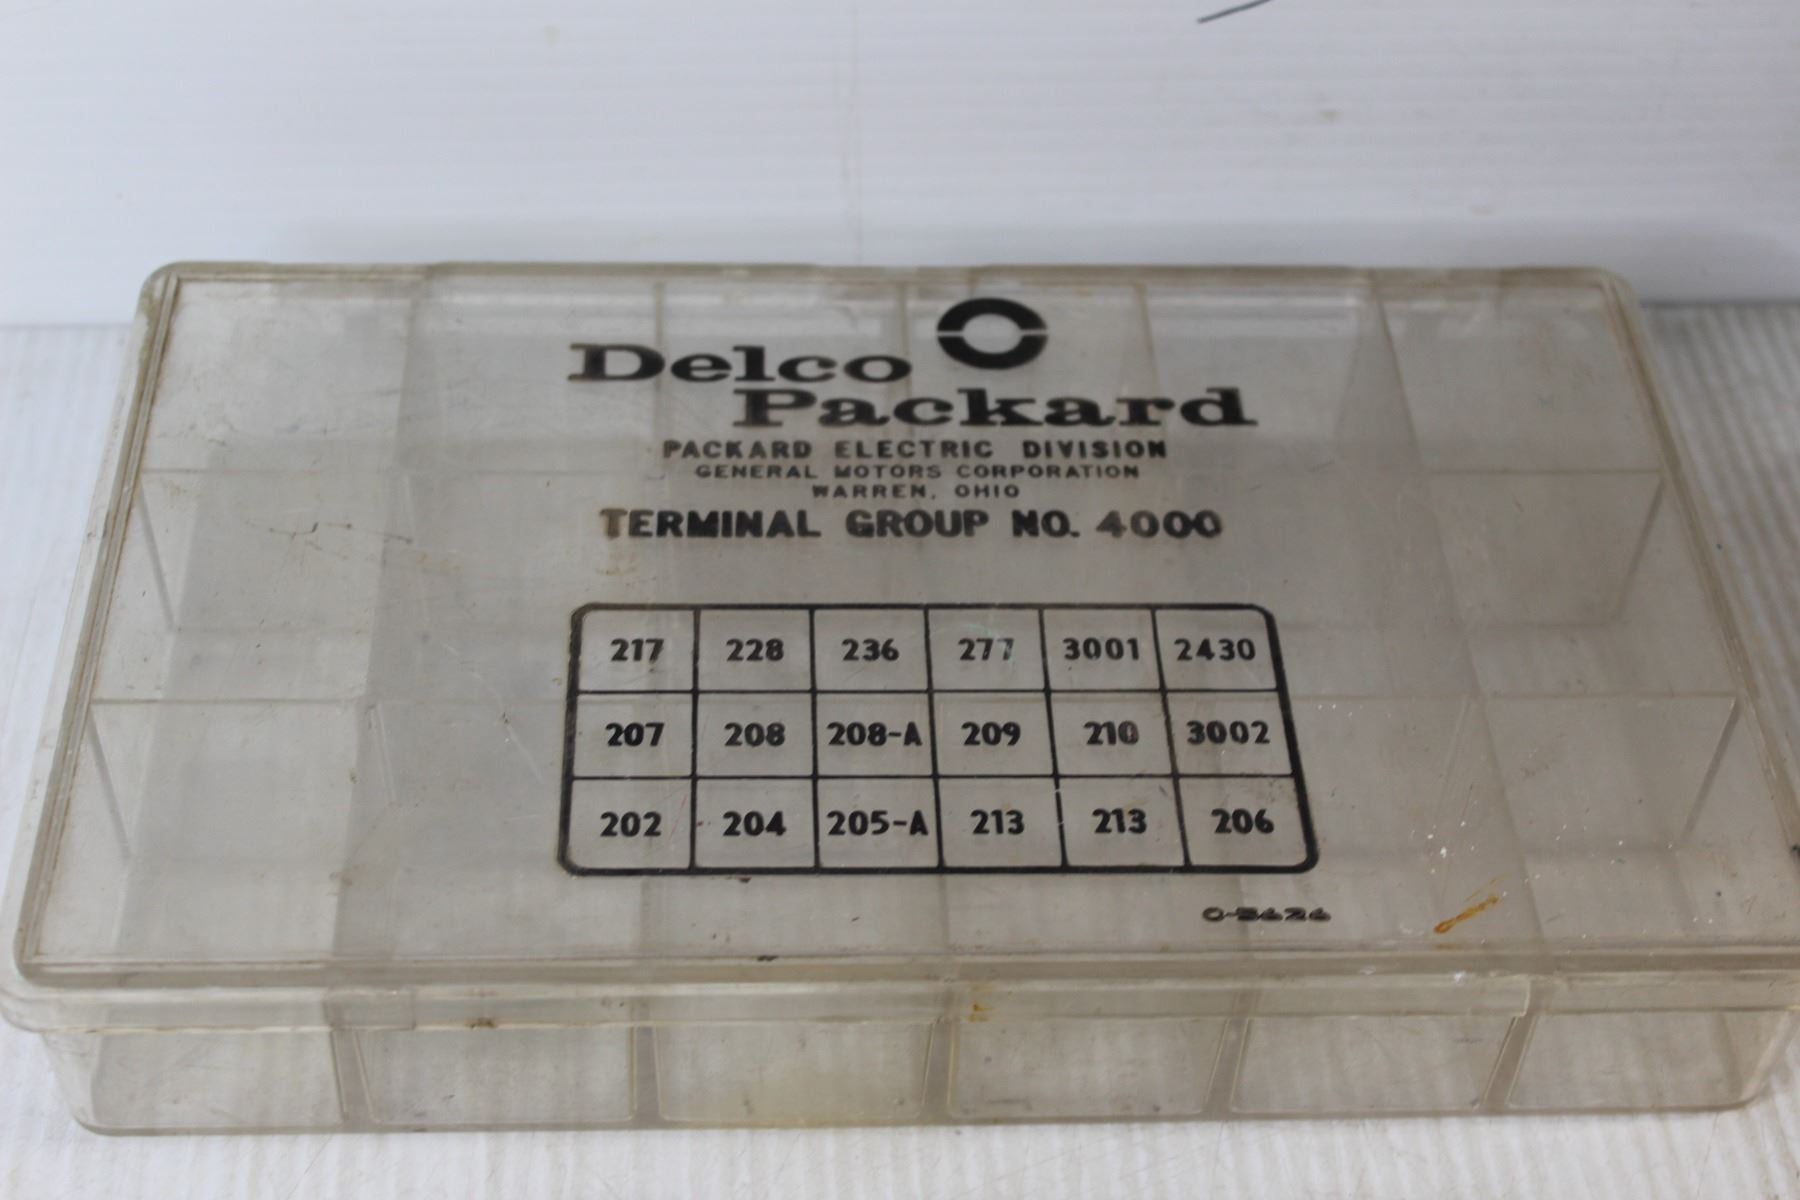 Delco
Packard
PACKARD ELECTRIC DIVISION
GENERAL MOTORS CORPORATION
WARREN, OHIO
TERMINAL GROUP NO. 4000
217 228 236 277 3001 2430
207 208 208-A 209 210 3002
202 204 205-A 213 213 206